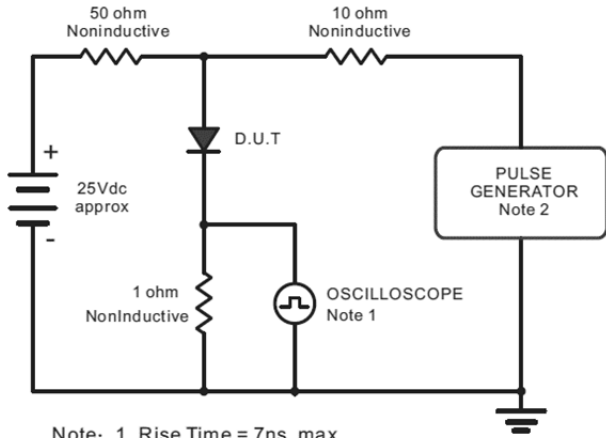 50 ohm
Noninductive
10 ohm
Noninductive
D.U.T
+
25Vdc
approx
-
PULSE
GENERATOR
Note 2
1 ohm
NonInductive
OSCILLOSCOPE
Note 1
Note: 1. Rise Time = 7ns max